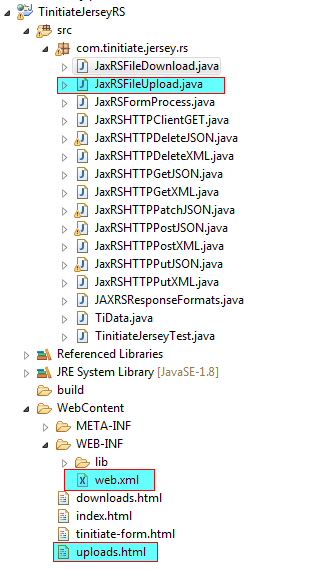 TinitiateJerseyRS
src
com.tinitiate.jersey.rs
JaxRSFileDownload.java
JaxRSFileUpload.java
JaxRSFormProcess.java
JaxRSHTTPClientGET.java
JaxRSHTTPDeleteJSON.java
JaxRSHTTPDeleteXML.java
JaxRSHTTPGetJSON.java
JaxRSHTTPGetXML.java
JaxRSHTTPPatchJSON.java
JaxRSHTTPPostJSON.java
JaxRSHTTPPostXML.java
JaxRSHTTPPutJSON.java
JaxRSHTTPPutXML.java
JAXRSResponseFormats.java
TiData.java
TinitiateJerseyTest.java
Referenced Libraries
JRE System Library [JavaSE-1.8]
build
WebContent
META-INF
WEB-INF
lib
web.xml
downloads.html
index.html
tinitiate-form.html
uploads.html